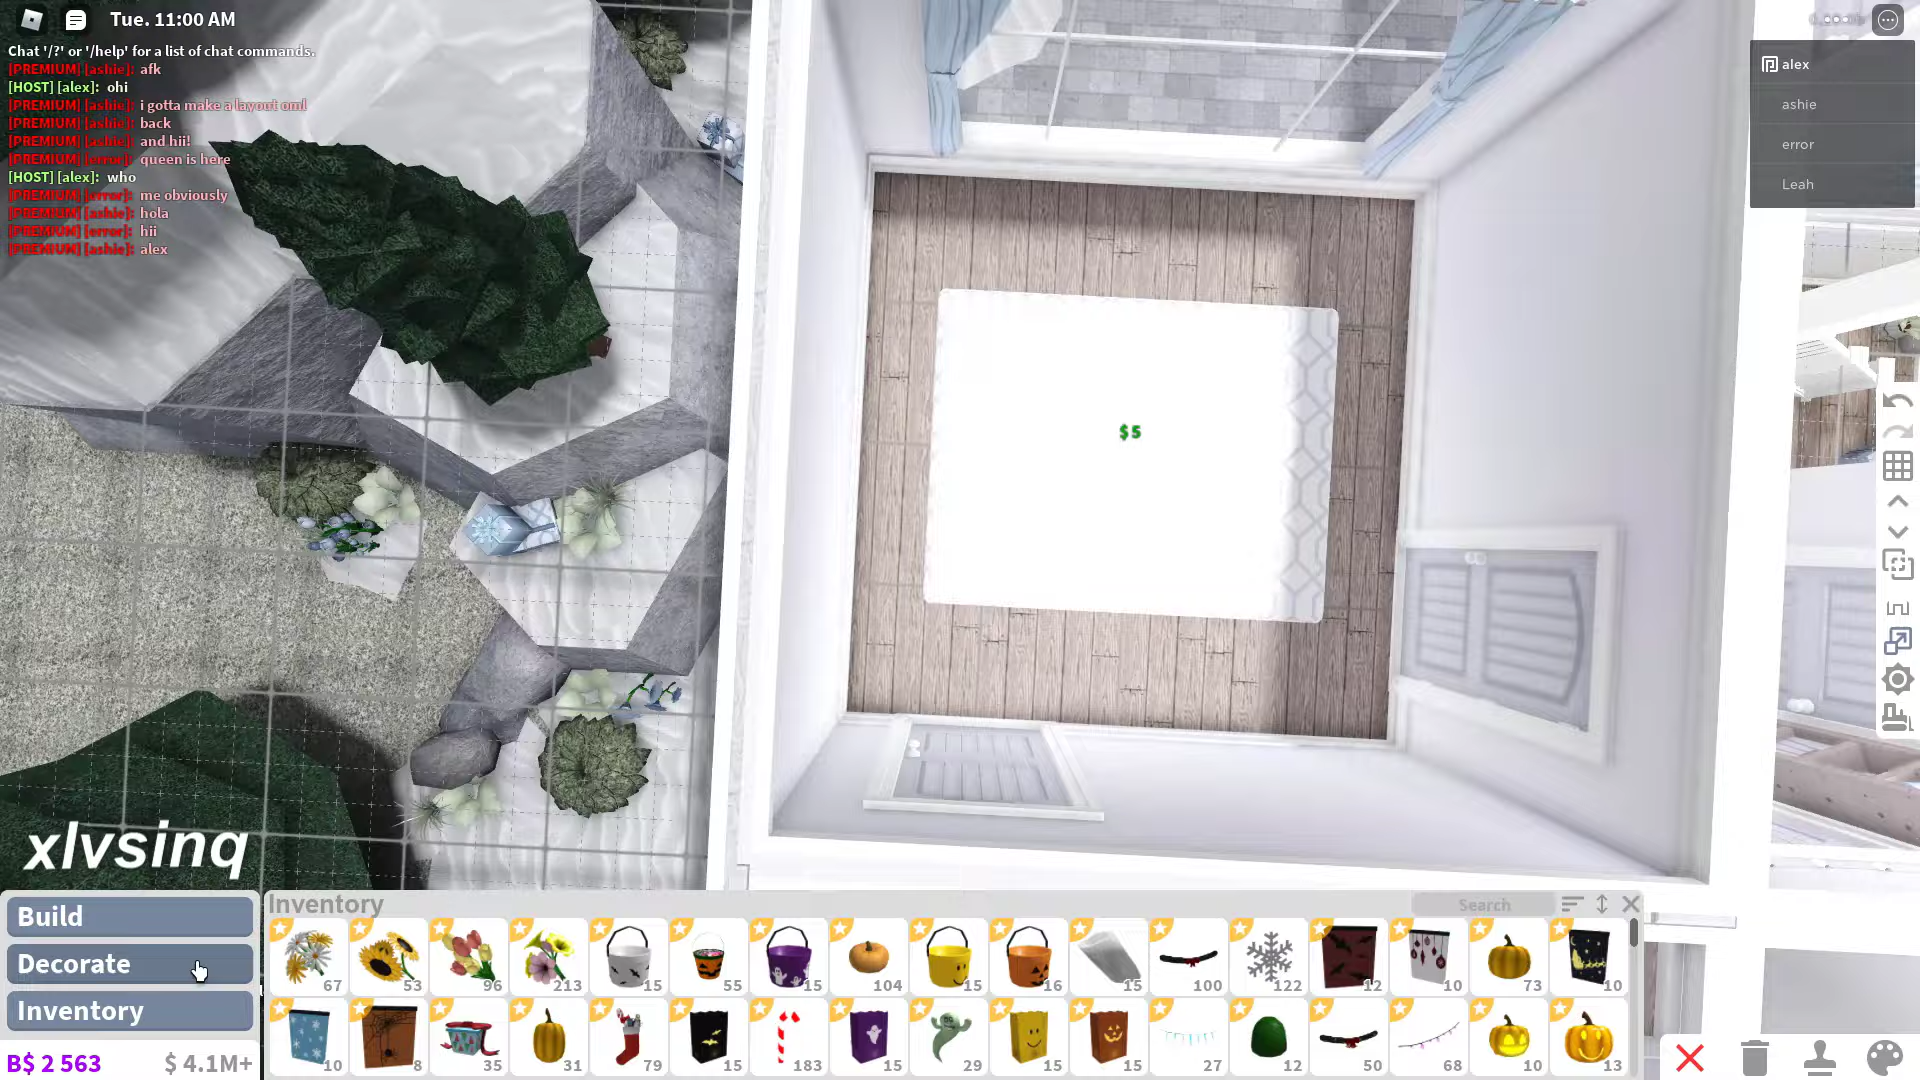 Tue. 11:00 AM
Chat '/?' or '/help' for a list of chat commands.
[PREMIUM] [ashie]: afk
[HOST] [alex]: ohi
[PREMIUM] [ashie]: i gotta make a layout oml
[PREMIUM] [ashie]: back
[PREMIUM] [ashie]: and hii!
[PREMIUM] [error]: queen is here
[HOST] [alex]: who
[PREMIUM] [error]: me obviously
[PREMIUM] [ashie]: hola
[PREMIUM] [error]: hii
[PREMIUM] [ashie]: alex
alex
ashie
error
Leah
$5
xlvsinq
Build
Decorate
Inventory
B$ 2 563 $ 4.1M+
Inventory
Search
67 53 96 213 15 55 15 104 15 16 15 100 122 12 10 73 10
10 8 35 31 79 15 183 15 29 15 15 27 12 50 68 10 13